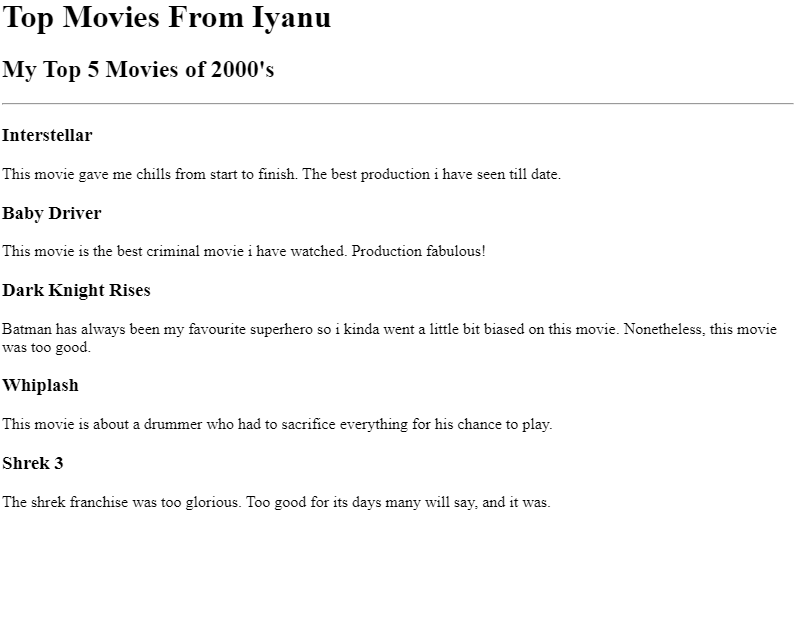 Top Movies From Iyanu
My Top 5 Movies of 2000's
Interstellar
This movie gave me chills from start to finish. The best production i have seen till date.
Baby Driver
This movie is the best criminal movie i have watched. Production fabulous!
Dark Knight Rises
Batman has always been my favourite superhero so i kinda went a little bit biased on this movie. Nonetheless, this movie
was too good.
Whiplash
This movie is about a drummer who had to sacrifice everything for his chance to play.
Shrek 3
The shrek franchise was too glorious. Too good for its days many will say, and it was.